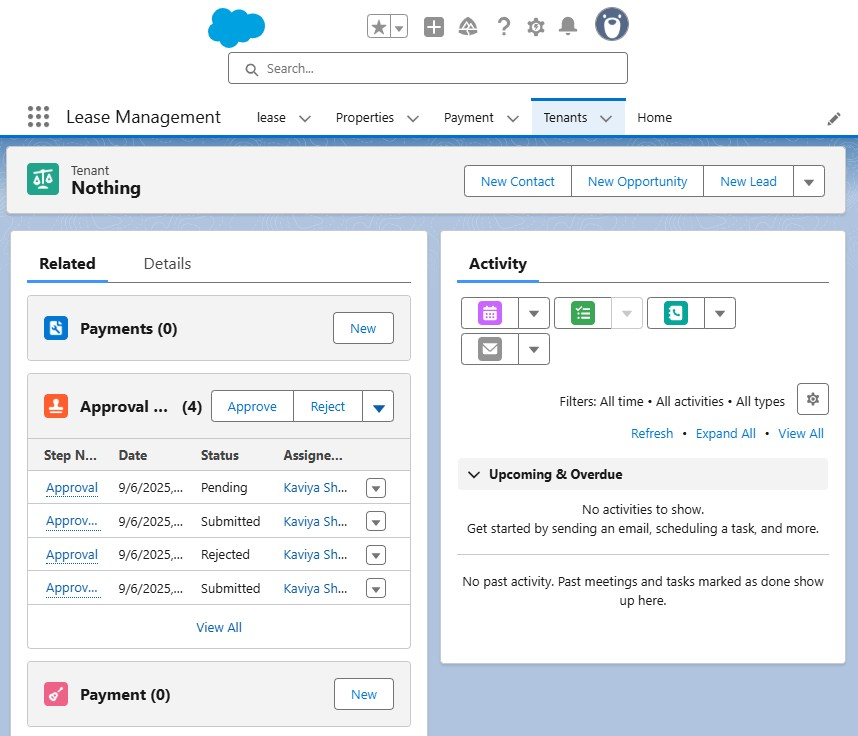 Search...
Lease Management
lease
Properties
Payment
Tenants
Home
Tenant
Nothing
New Contact
New Opportunity
New Lead
Related
Details
Payments (0)
New
Approval ... (4)
Approve
Reject
Step N... Date Status Assigne...
Approval 9/6/2025,... Pending Kaviya Sh...
Approv... 9/6/2025,... Submitted Kaviya Sh...
Approval 9/6/2025,... Rejected Kaviya Sh...
Approv... 9/6/2025,... Submitted Kaviya Sh...
View All
Payment (0)
New
Activity
Filters: All time • All activities • All types
Refresh • Expand All • View All
Upcoming & Overdue
No activities to show.
Get started by sending an email, scheduling a task, and more.
No past activity. Past meetings and tasks marked as done show
up here.